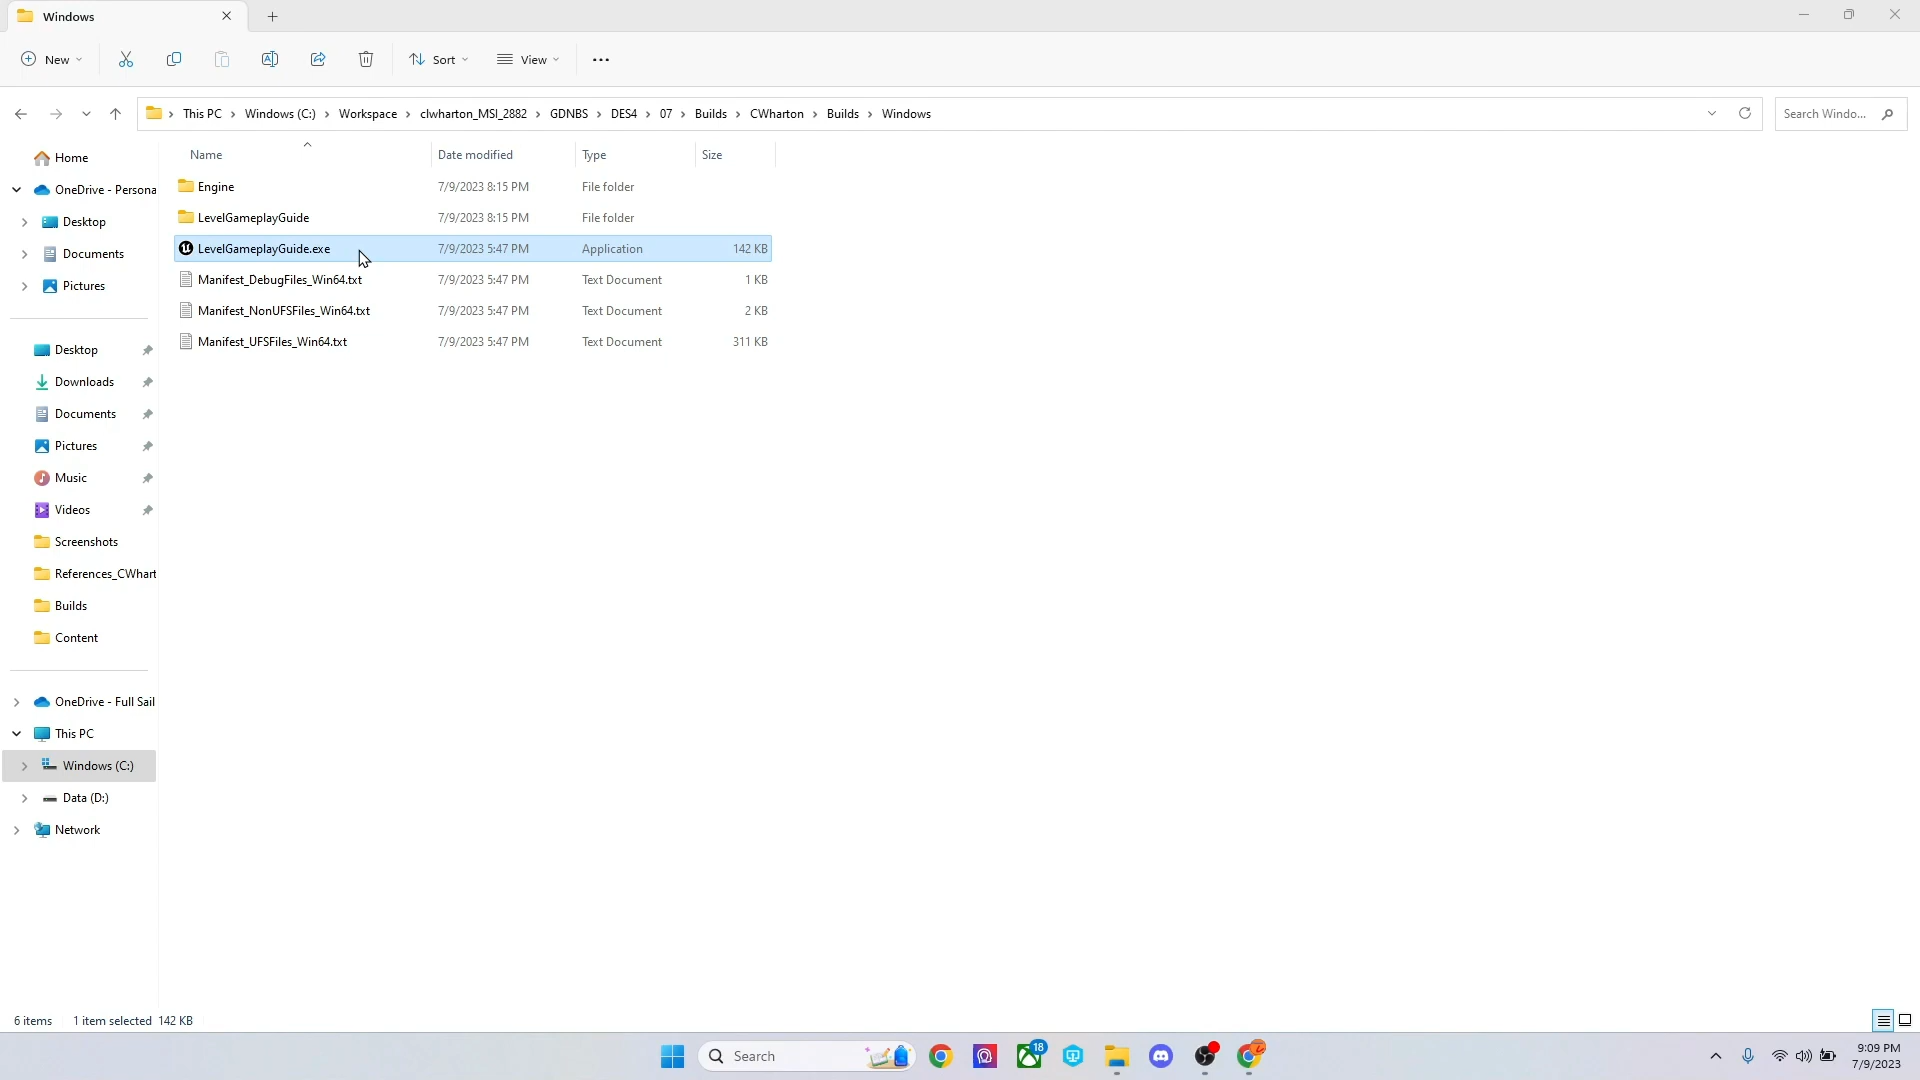 Windows
New
Sort
View
This PC > Windows (C:) > Workspace > clwharton_MSI_2882 > GDNBS > DES4 > 07 > Builds > CWharton > Builds > Windows
Search Windo...
Name Date modified Type Size
Engine 7/9/2023 8:15 PM File folder
LevelGameplayGuide 7/9/2023 8:15 PM File folder
LevelGameplayGuide.exe 7/9/2023 5:47 PM Application 142 KB
Manifest_DebugFiles_Win64.txt 7/9/2023 5:47 PM Text Document 1 KB
Manifest_NonUFSFiles_Win64.txt 7/9/2023 5:47 PM Text Document 2 KB
Manifest_UFSFiles_Win64.txt 7/9/2023 5:47 PM Text Document 311 KB
Home
OneDrive - Persona
Desktop
Documents
Pictures
Desktop
Downloads
Documents
Pictures
Music
Videos
Screenshots
References_CWhart
Builds
Content
OneDrive - Full Sail
This PC
Windows (C:)
Data (D:)
Network
6 items 1 item selected 142 KB
Search
18
9:09 PM
7/9/2023